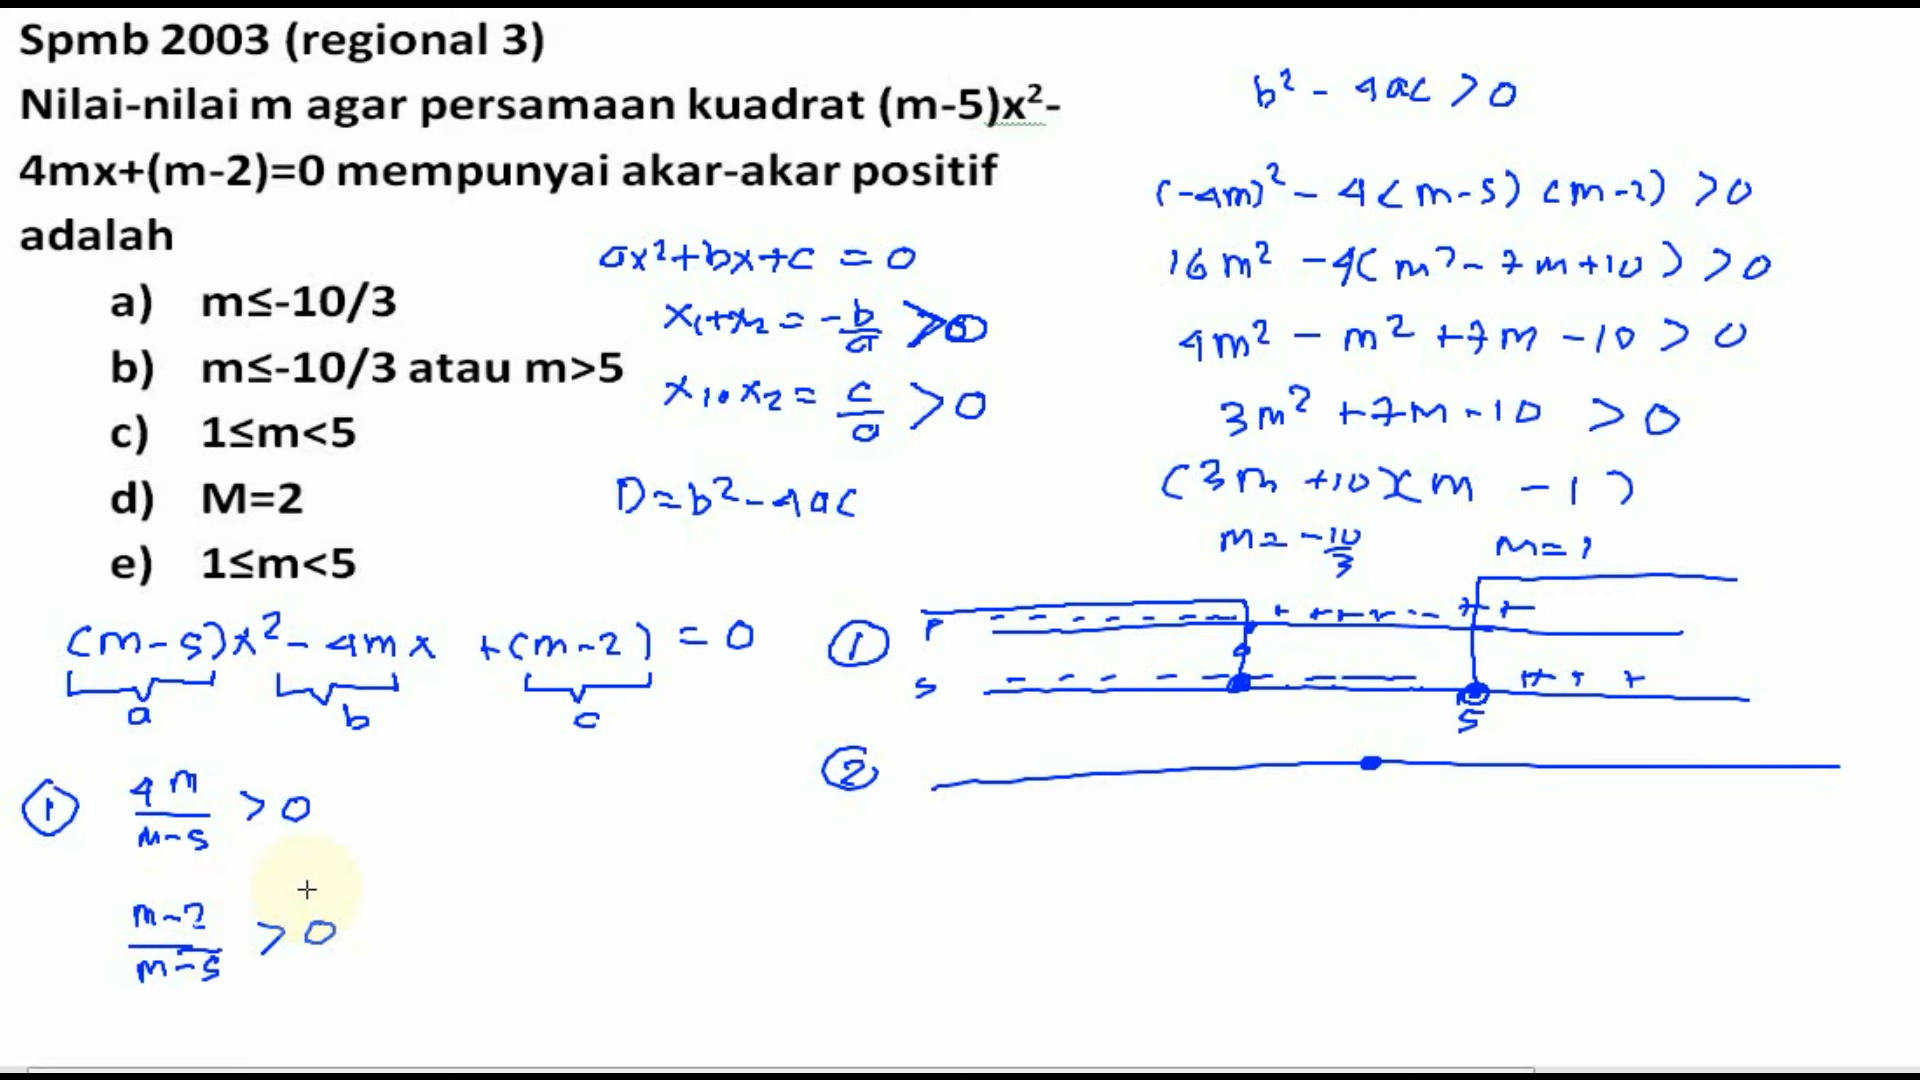 Spmb 2003 (regional 3)
Nilai-nilai m agar persamaan kuadrat (m-5)x²-
4mx+(m-2)=0 mempunyai akar-akar positif
adalah
a) m≤-10/3
b) m≤-10/3 atau m>5
c) 1≤m<5
d) M=2
e) 1≤m<5
ax²+bx+c = 0
x₁+x₂ = -b/a > 0
x₁₀x₂ = c/a > 0
D=b²-4ac
(m-5)x² - 4mx + (m-2) = 0
a b c
① 4m/m-5 > 0
m-2/m-5 > 0
b² - 4ac > 0
(-4m)² - 4(m-5)(m-2) > 0
16m² - 4(m²-7m+10) > 0
4m² - m² + 7m - 10 > 0
3m² + 7m - 10 > 0
(3m +10)(m - 1)
m= -10/3 m=1
① P - - - - - - - - + + + + - - + +
S - - - - - - - - - - ++ + +
5
②